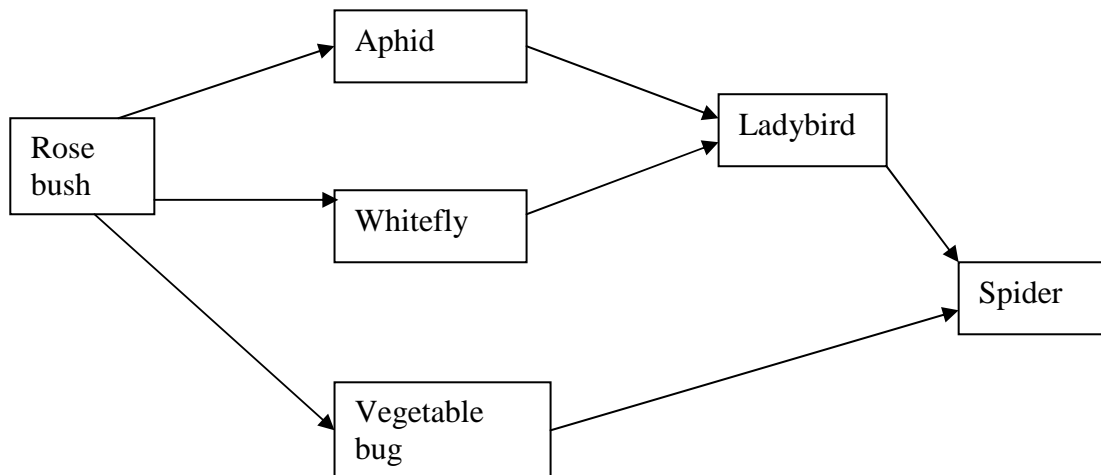 Aphid
Ladybird
Rose
bush
Whitefly
Spider
Vegetable
bug